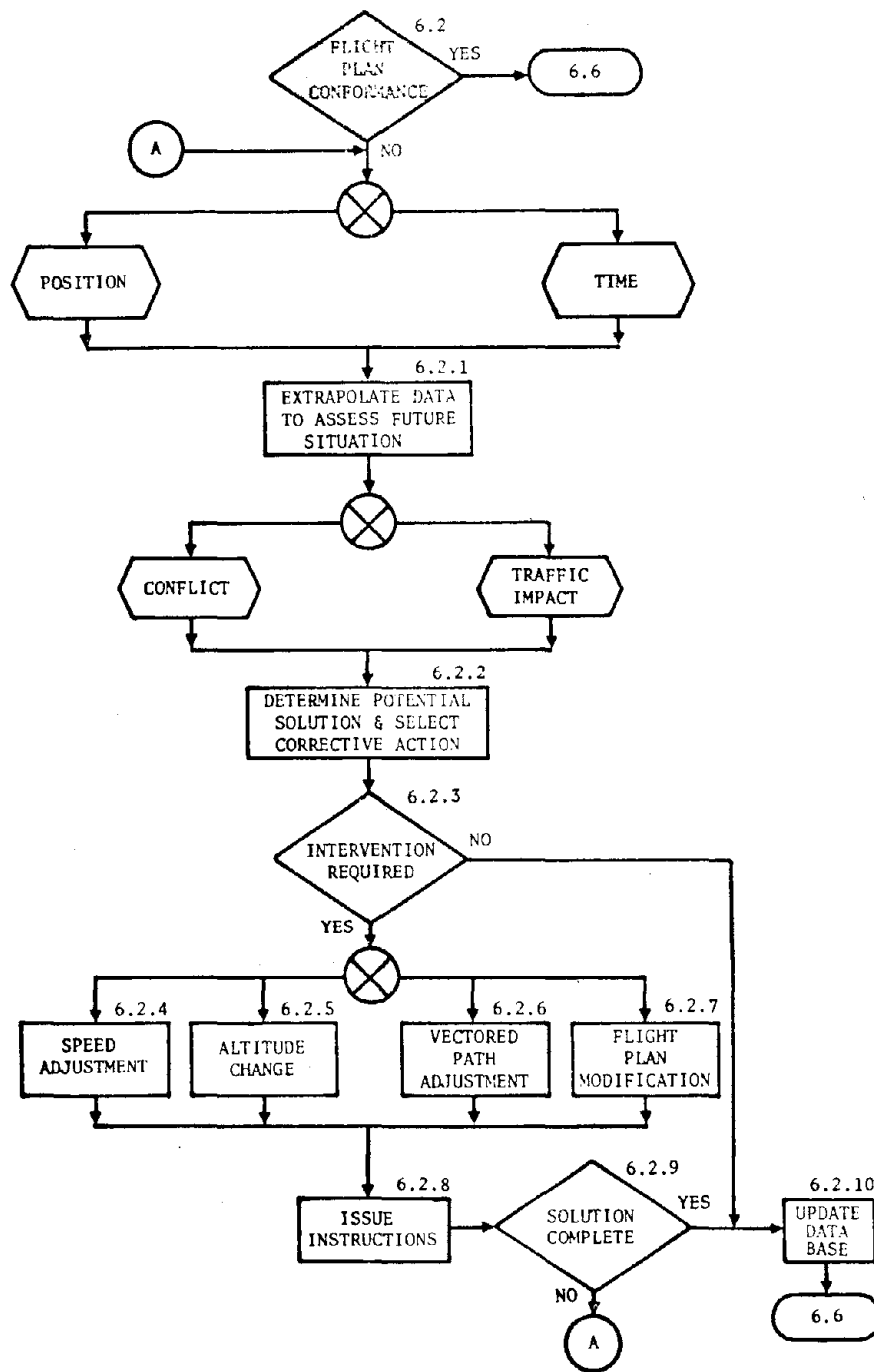 6.2
FLIGHT
PLAN
CONFORMANCE
YES
6.6
A
NO
POSITION
TIME
6.2.1
EXTRAPOLATE DATA
TO ASSESS FUTURE
SITUATION
CONFLICT
TRAFFIC
IMPACT
6.2.2
DETERMINE POTENTIAL
SOLUTION & SELECT
CORRECTIVE ACTION
6.2.3
INTERVENTION
REQUIRED
NO
YES
6.2.4
SPEED
ADJUSTMENT
6.2.5
ALTITUDE
CHANGE
6.2.6
VECTORED
PATH
ADJUSTMENT
6.2.7
FLIGHT
PLAN
MODIFICATION
6.2.8
ISSUE
INSTRUCTIONS
6.2.9
SOLUTION
COMPLETE
YES
NO
A
6.2.10
UPDATE
DATA
BASE
6.6